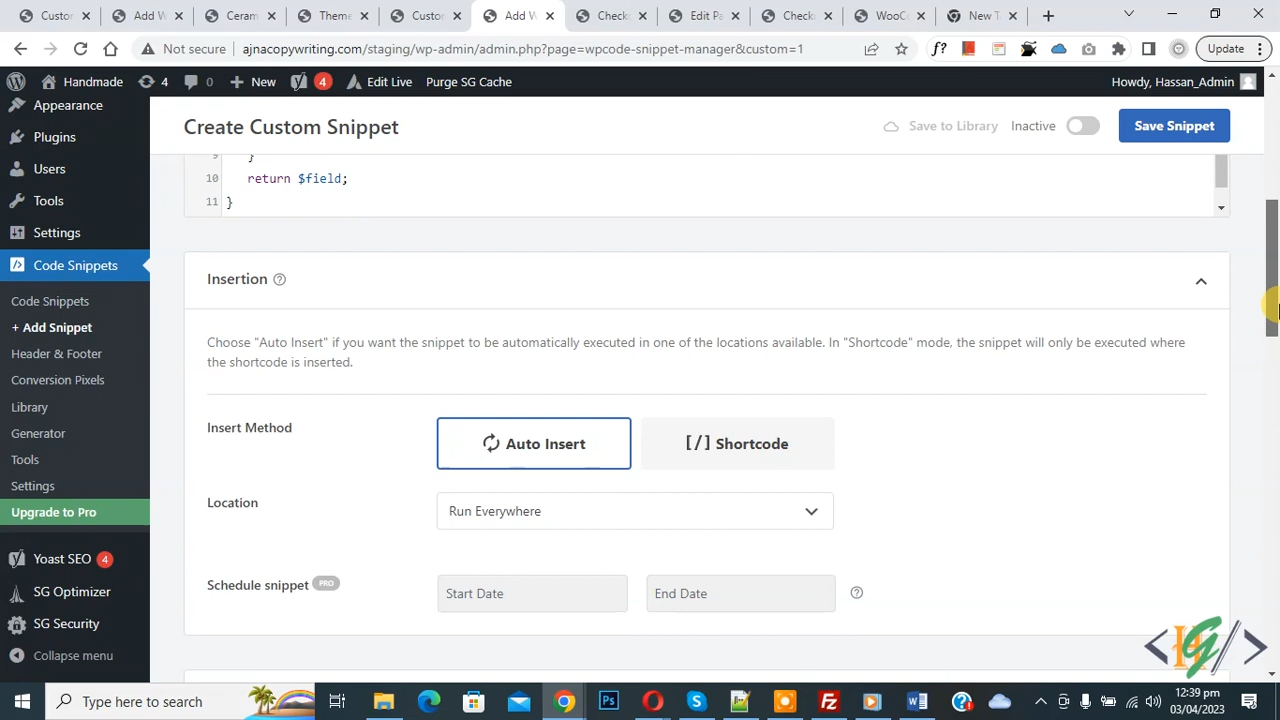 Custom
Add W
Ceram
Theme
Custo
Add W
Checko
Edit Pa
Checko
WooCo
New T
Not secure
ajnacopywriting.com/staging/wp-admin/admin.php?page=wpcode-snippet-manager&custom=1
f?
Update
Handmade
4
0
New
4
Edit Live
Purge SG Cache
Howdy, Hassan_Admin
Appearance
Plugins
Users
Tools
Settings
Code Snippets
Code Snippets
+ Add Snippet
Header & Footer
Conversion Pixels
Library
Generator
Tools
Settings
Upgrade to Pro
Yoast SEO 4
SG Optimizer
SG Security
Collapse menu
Create Custom Snippet
Save to Library
Inactive
Save Snippet
9 }
10 return $field;
11 }
Insertion
Choose "Auto Insert" if you want the snippet to be automatically executed in one of the locations available. In "Shortcode" mode, the snippet will only be executed where
the shortcode is inserted.
Insert Method
Auto Insert
[/] Shortcode
Location
Run Everywhere
Schedule snippet PRO
Start Date
End Date
Type here to search
12:39 pm
03/04/2023